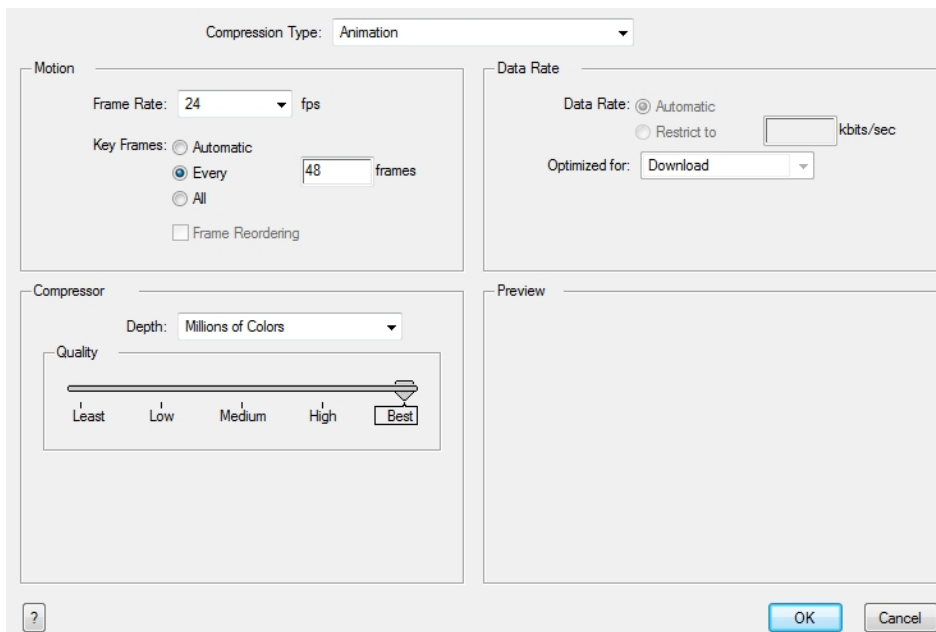 Compression Type: Animation
Motion
Frame Rate: 24 fps
Key Frames: Automatic
Every 48 frames
All
Frame Reordering
Data Rate
Data Rate: Automatic
Restrict to kbits/sec
Optimized for: Download
Compressor
Depth: Millions of Colors
Quality
Least Low Medium High Best
Preview
? OK Cancel